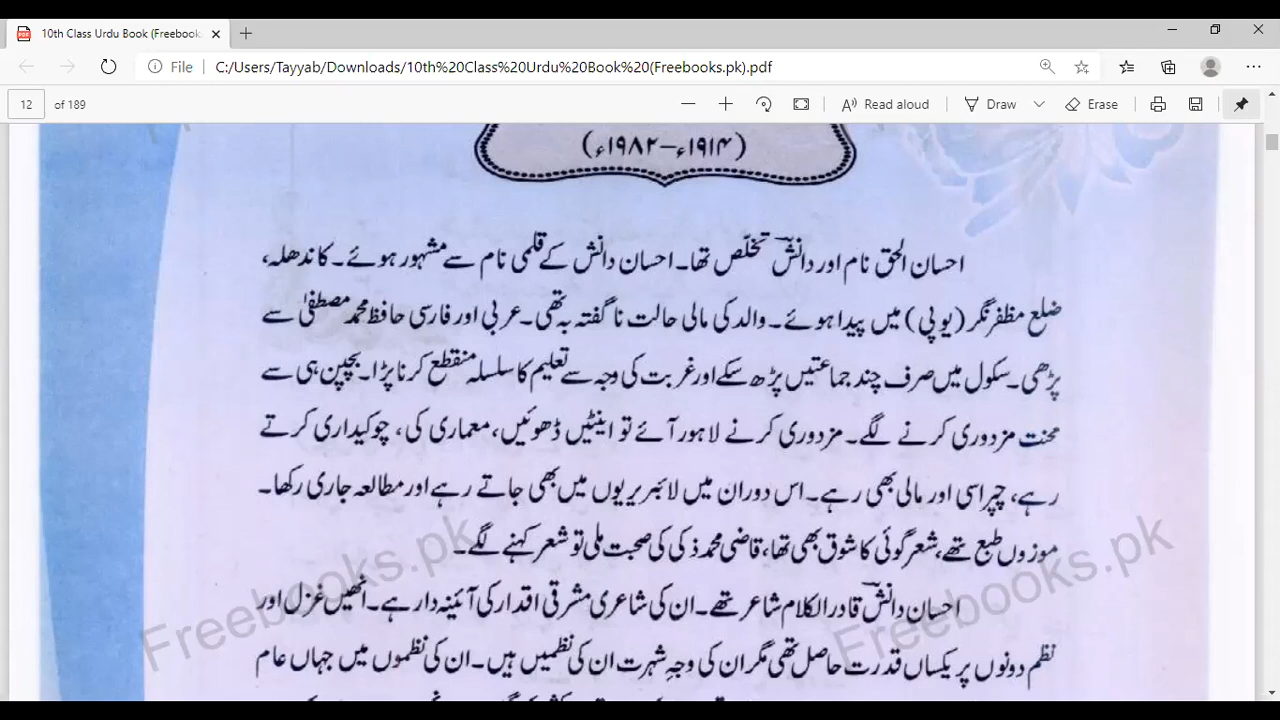 10th Class Urdu Book (Freebook
File C:/Users/Tayyab/Downloads/10th%20Class%20Urdu%20Book%20(Freebooks.pk).pdf
12 of 189 Read aloud Draw Erase
(۱۹۱۴ء–۱۹۸۲ء)
احسان الحق نام اور دانشؔ تخلّص تھا۔ احسان دانش کے قلمی نام سے مشہور ہوئے۔ کاندھلہ،
ضلع مظفر نگر (یوپی) میں پیدا ہوئے۔ والد کی مالی حالت ناگفتہ بہ تھی۔ عربی اور فارسی حافظ محمد مصطفیٰ سے
پڑھی۔ سکول میں صرف چند جماعتیں پڑھ سکے اور غربت کی وجہ سے تعلیم کا سلسلہ منقطع کرنا پڑا۔ بچپن ہی سے
محنت مزدوری کرنے لگے۔ مزدوری کرنے لاہور آئے تو اینٹیں ڈھوئیں، معماری کی، چوکیداری کرتے
رہے، چپراسی اور مالی بھی رہے۔ اس دوران میں لائبریریوں میں بھی جاتے رہے اور مطالعہ جاری رکھا۔
موزوں طبع تھے، شعر گوئی کا شوق بھی تھا، قاضی محمد ذکی کی صحبت ملی تو شعر کہنے لگے۔
احسان دانشؔ قادر الکلام شاعر تھے۔ ان کی شاعری مشرقی اقدار کی آئینہ دار ہے۔ انھیں غزل اور
نظم دونوں پر یکساں قدرت حاصل تھی مگر ان کی وجہِ شہرت ان کی نظمیں ہیں۔ ان کی نظموں میں جہاں عام
Freebooks.pk
Freebooks.pk